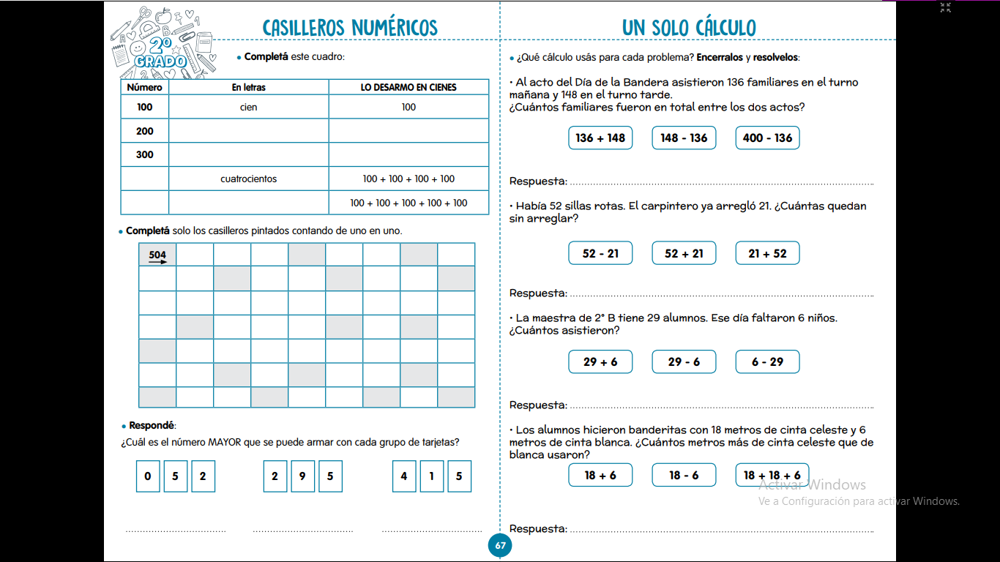 2º
GRADO
CASILLEROS NUMÉRICOS
• Completá este cuadro:
Número En letras LO DESARMO EN CIENES
100 cien 100
200
300
cuatrocientos 100 + 100 + 100 + 100
100 + 100 + 100 + 100 + 100
• Completá solo los casilleros pintados contando de uno en uno.
504
• Respondé:
¿Cuál es el número MAYOR que se puede armar con cada grupo de tarjetas?
0 5 2 2 9 5 4 1 5
67
UN SOLO CÁLCULO
• ¿Qué cálculo usás para cada problema? Encerralos y resolvelos:
• Al acto del Día de la Bandera asistieron 136 familiares en el turno
mañana y 148 en el turno tarde.
¿Cuántos familiares fueron en total entre los dos actos?
136 + 148 148 - 136 400 - 136
Respuesta:
• Había 52 sillas rotas. El carpintero ya arregló 21. ¿Cuántas quedan
sin arreglar?
52 - 21 52 + 21 21 + 52
Respuesta:
• La maestra de 2° B tiene 29 alumnos. Ese día faltaron 6 niños.
¿Cuántos asistieron?
29 + 6 29 - 6 6 - 29
Respuesta:
• Los alumnos hicieron banderitas con 18 metros de cinta celeste y 6
metros de cinta blanca. ¿Cuántos metros más de cinta celeste que de
blanca usaron?
18 + 6 18 - 6 18 + 18 + 6
Respuesta:
Activar Windows
Ve a Configuración para activar Windows.